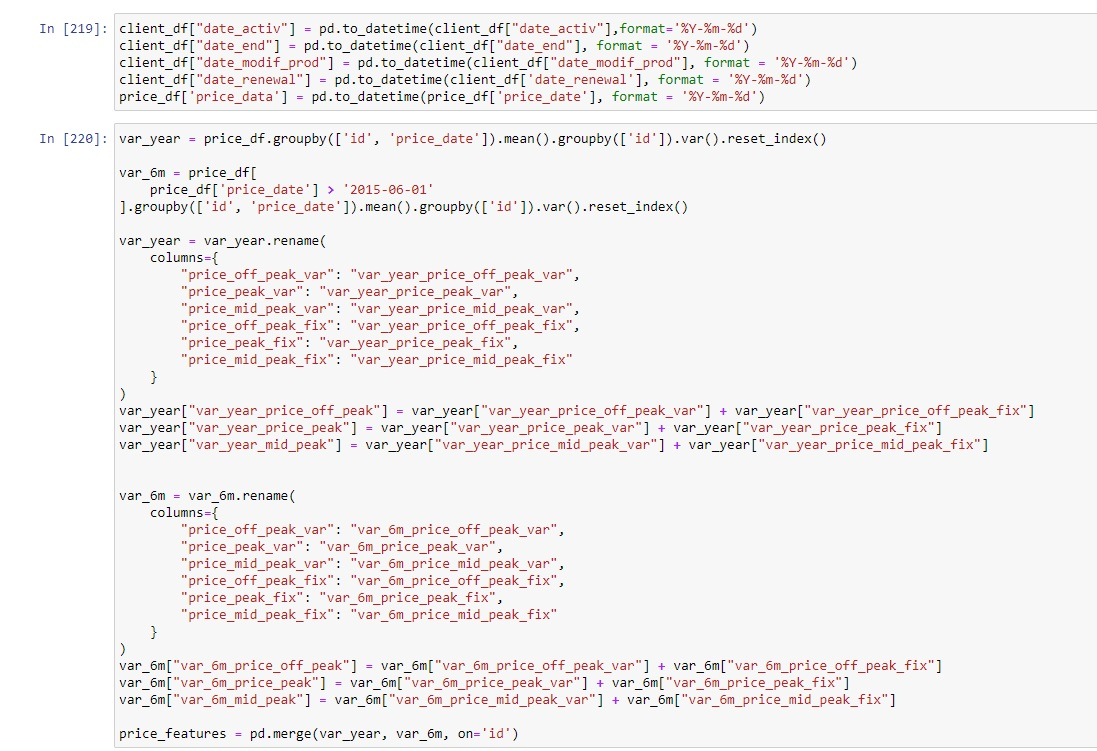 In [219]: client_df["date_activ"] = pd.to_datetime(client_df["date_activ"],format='%Y-%m-%d')
client_df["date_end"] = pd.to_datetime(client_df["date_end"], format = '%Y-%m-%d')
client_df["date_modif_prod"] = pd.to_datetime(client_df["date_modif_prod"], format = '%Y-%m-%d')
client_df["date_renewal"] = pd.to_datetime(client_df['date_renewal'], format = '%Y-%m-%d')
price_df['price_data'] = pd.to_datetime(price_df['price_date'], format = '%Y-%m-%d')
In [220]: var_year = price_df.groupby(['id', 'price_date']).mean().groupby(['id']).var().reset_index()
var_6m = price_df[
price_df['price_date'] > '2015-06-01'
].groupby(['id', 'price_date']).mean().groupby(['id']).var().reset_index()
var_year = var_year.rename(
columns={
"price_off_peak_var": "var_year_price_off_peak_var",
"price_peak_var": "var_year_price_peak_var",
"price_mid_peak_var": "var_year_price_mid_peak_var",
"price_off_peak_fix": "var_year_price_off_peak_fix",
"price_peak_fix": "var_year_price_peak_fix",
"price_mid_peak_fix": "var_year_price_mid_peak_fix"
}
)
var_year["var_year_price_off_peak"] = var_year["var_year_price_off_peak_var"] + var_year["var_year_price_off_peak_fix"]
var_year["var_year_price_peak"] = var_year["var_year_price_peak_var"] + var_year["var_year_price_peak_fix"]
var_year["var_year_mid_peak"] = var_year["var_year_price_mid_peak_var"] + var_year["var_year_price_mid_peak_fix"]
var_6m = var_6m.rename(
columns={
"price_off_peak_var": "var_6m_price_off_peak_var",
"price_peak_var": "var_6m_price_peak_var",
"price_mid_peak_var": "var_6m_price_mid_peak_var",
"price_off_peak_fix": "var_6m_price_off_peak_fix",
"price_peak_fix": "var_6m_price_peak_fix",
"price_mid_peak_fix": "var_6m_price_mid_peak_fix"
}
)
var_6m["var_6m_price_off_peak"] = var_6m["var_6m_price_off_peak_var"] + var_6m["var_6m_price_off_peak_fix"]
var_6m["var_6m_price_peak"] = var_6m["var_6m_price_peak_var"] + var_6m["var_6m_price_peak_fix"]
var_6m["var_6m_mid_peak"] = var_6m["var_6m_price_mid_peak_var"] + var_6m["var_6m_price_mid_peak_fix"]
price_features = pd.merge(var_year, var_6m, on='id')